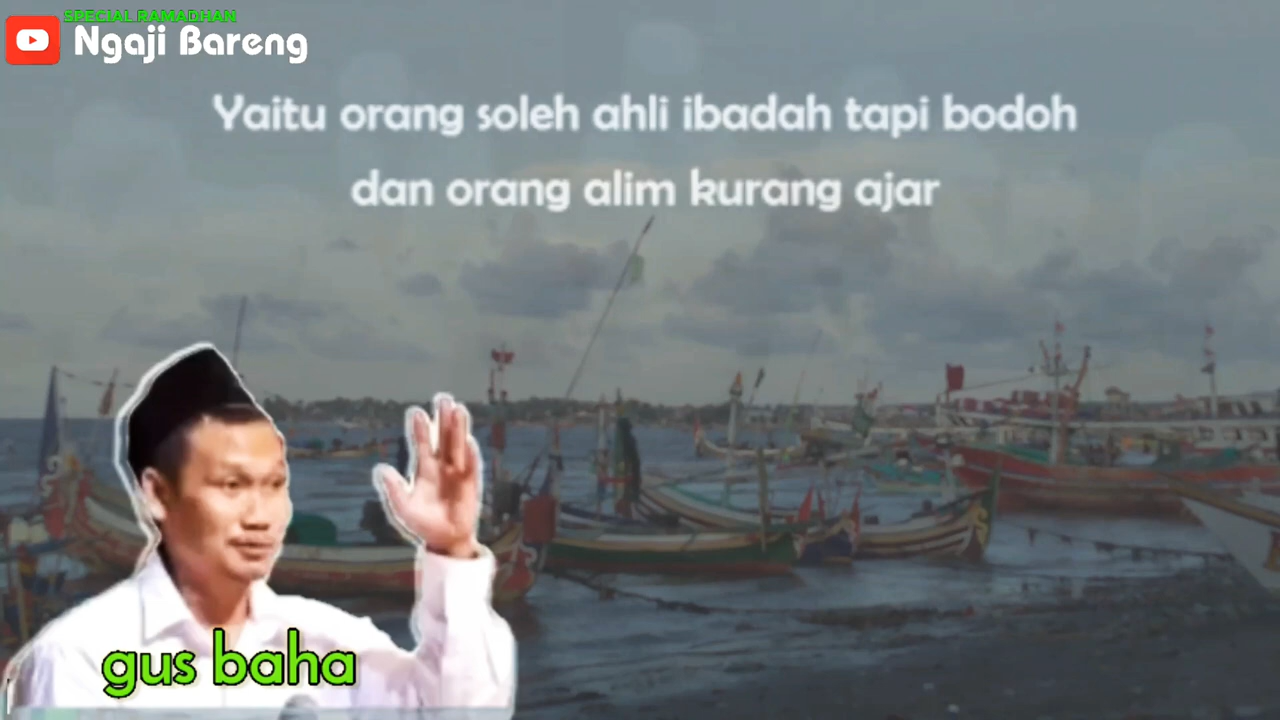 SPECIAL RAMADHAN
Ngaji Bareng
Yaitu orang soleh ahli ibadah tapi bodoh
dan orang alim kurang ajar
gus baha